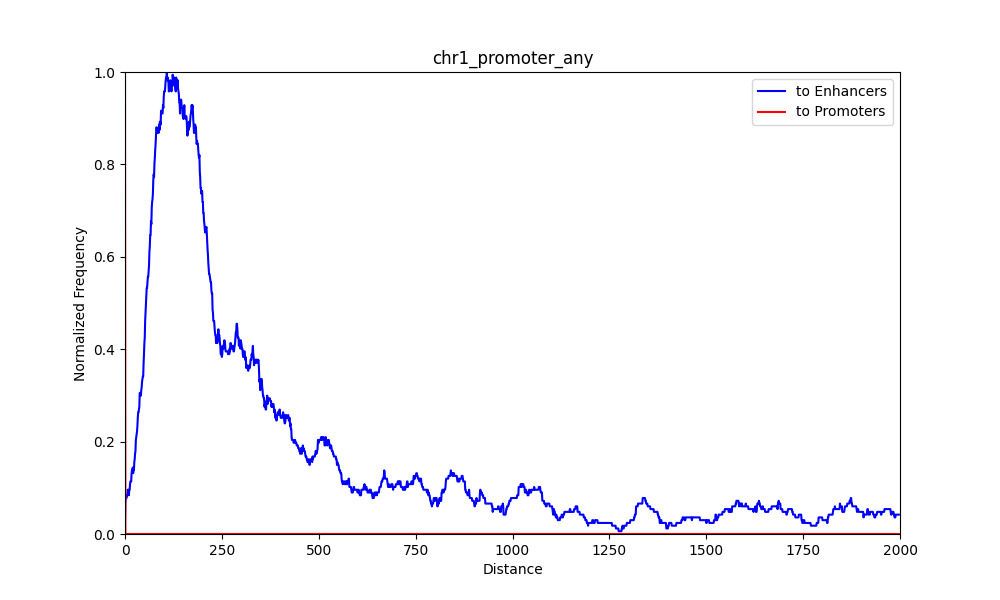 chr1_promoter_any
to Enhancers
to Promoters
Normalized Frequency
1.0
0.8
0.6
0.4
0.2
0.0
0 250 500 750 1000 1250 1500 1750 2000
Distance